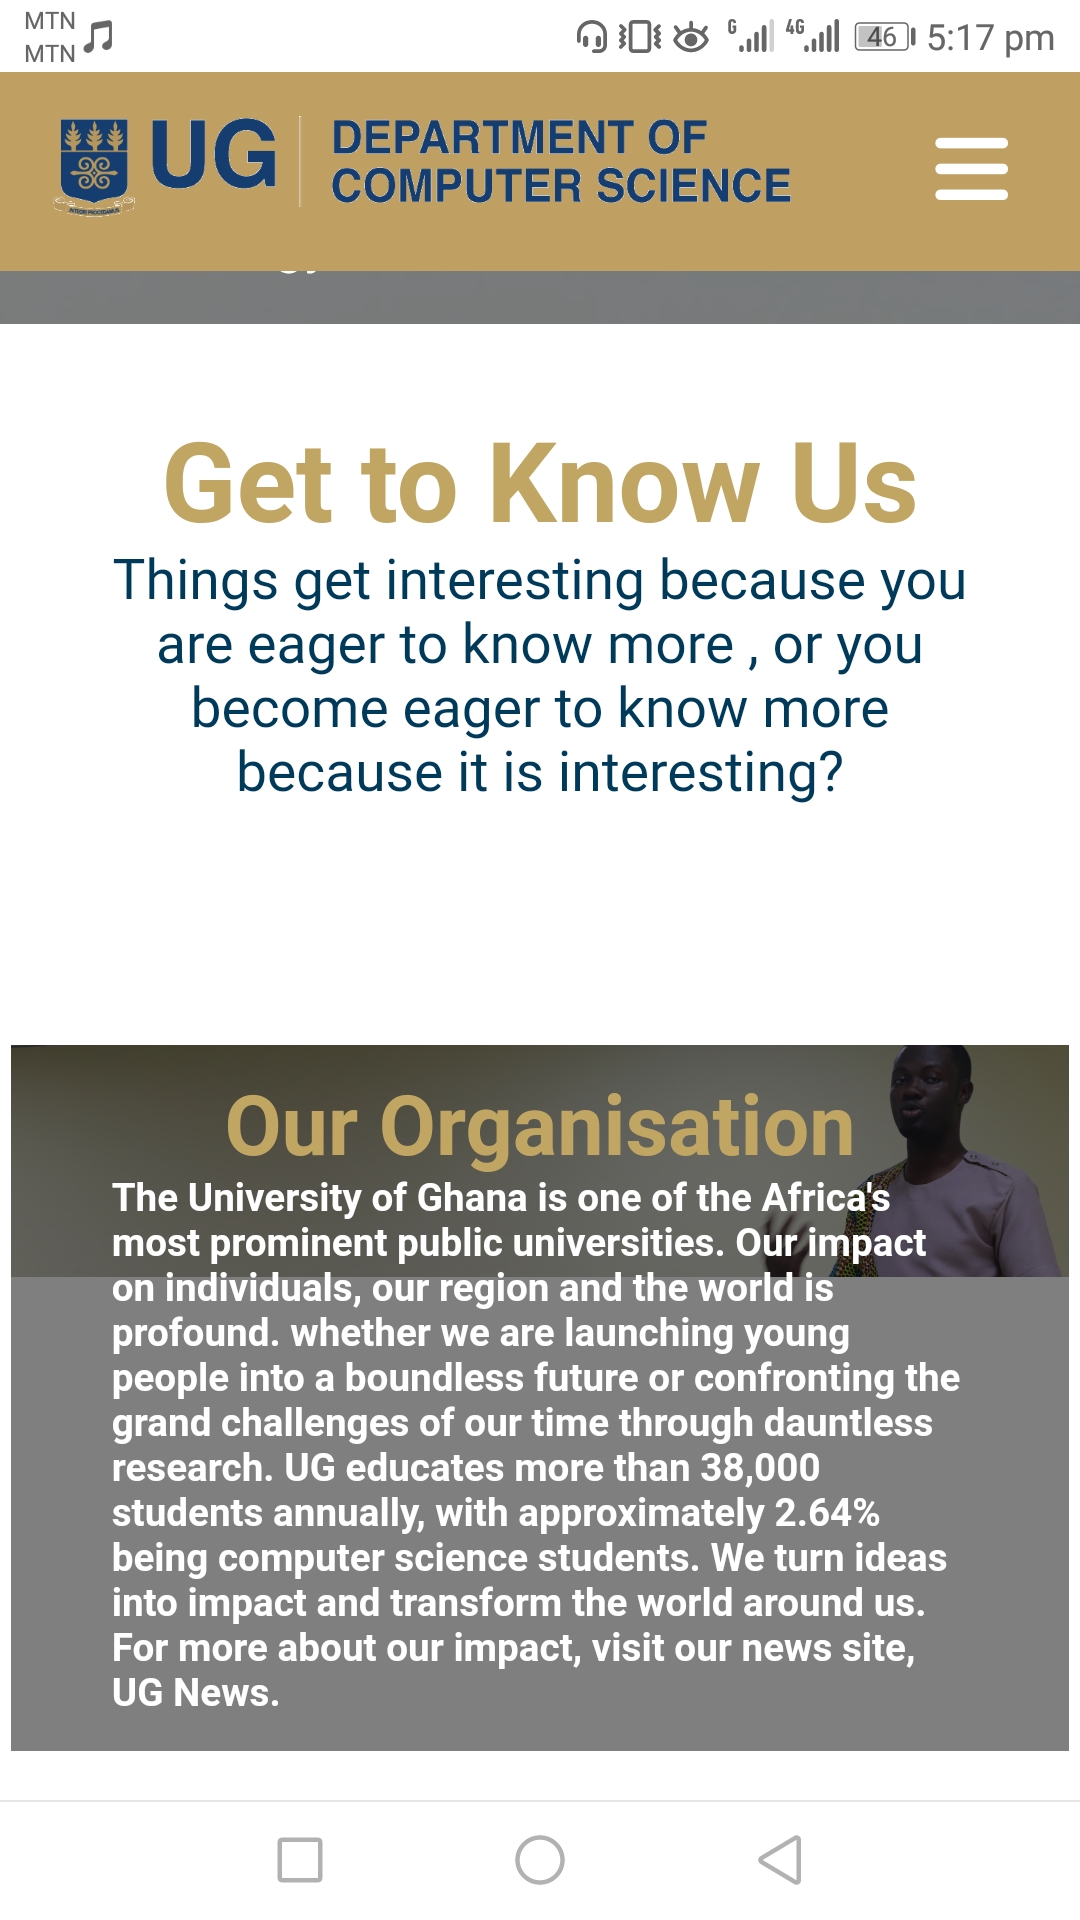 MTN
MTN
G
4G
46
5:17 pm
UG
DEPARTMENT OF
COMPUTER SCIENCE
Get to Know Us
Things get interesting because you
are eager to know more , or you
become eager to know more
because it is interesting?
Our Organisation
The University of Ghana is one of the Africa's
most prominent public universities. Our impact
on individuals, our region and the world is
profound. whether we are launching young
people into a boundless future or confronting the
grand challenges of our time through dauntless
research. UG educates more than 38,000
students annually, with approximately 2.64%
being computer science students. We turn ideas
into impact and transform the world around us.
For more about our impact, visit our news site,
UG News.